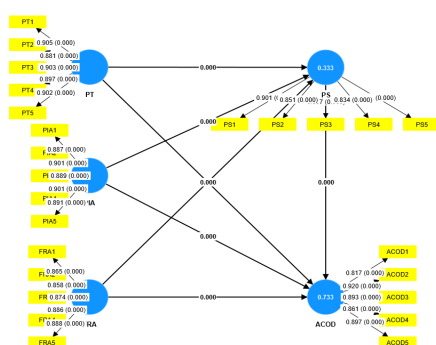 PT1
PT2
PT3
PT4
PT5
0.905 (0.000)
0.881 (0.000)
0.903 (0.000)
0.897 (0.000)
0.902 (0.000)
PT
0.000
0.333
PS
0.901 (
0.851 (0.000)
0.834
(0.000)
PS1
PS2
PS3
PS4
PS5
0.000
PIA1
PIA5
0.887 (0.000)
0.901 (0.000)
0.889 (0.000)
0.901 (0.000)
0.891 (0.000)
0.000
0.000
0.000
FRA1
FRA5
0.865 (0.000)
0.858 (0.000)
0.874 (0.000)
0.886 (0.000)
0.888 (0.000)
0.000
0.733
ACOD
ACOD1
ACOD2
ACOD3
ACOD4
ACOD5
0.817 (0.000)
0.920 (0.000)
0.893 (0.000)
0.861 (0.000)
0.897 (0.000)